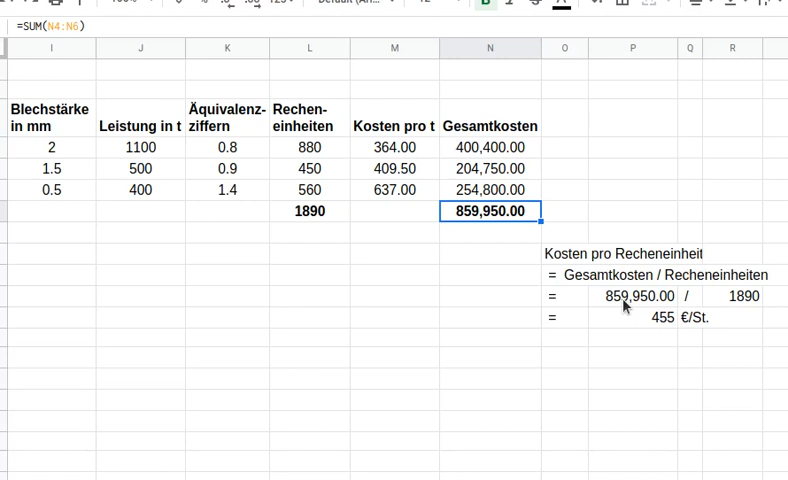 =SUM(N4:N6)
I J K L M N O P Q R
Blechstärke in mm Leistung in t Äquivalenz-ziffern Rechen-einheiten Kosten pro t Gesamtkosten
2 1100 0.8 880 364.00 400,400.00
1.5 500 0.9 450 409.50 204,750.00
0.5 400 1.4 560 637.00 254,800.00
1890 859,950.00
Kosten pro Recheneinheit
= Gesamtkosten / Recheneinheiten
= 859,950.00 / 1890
= 455 €/St.